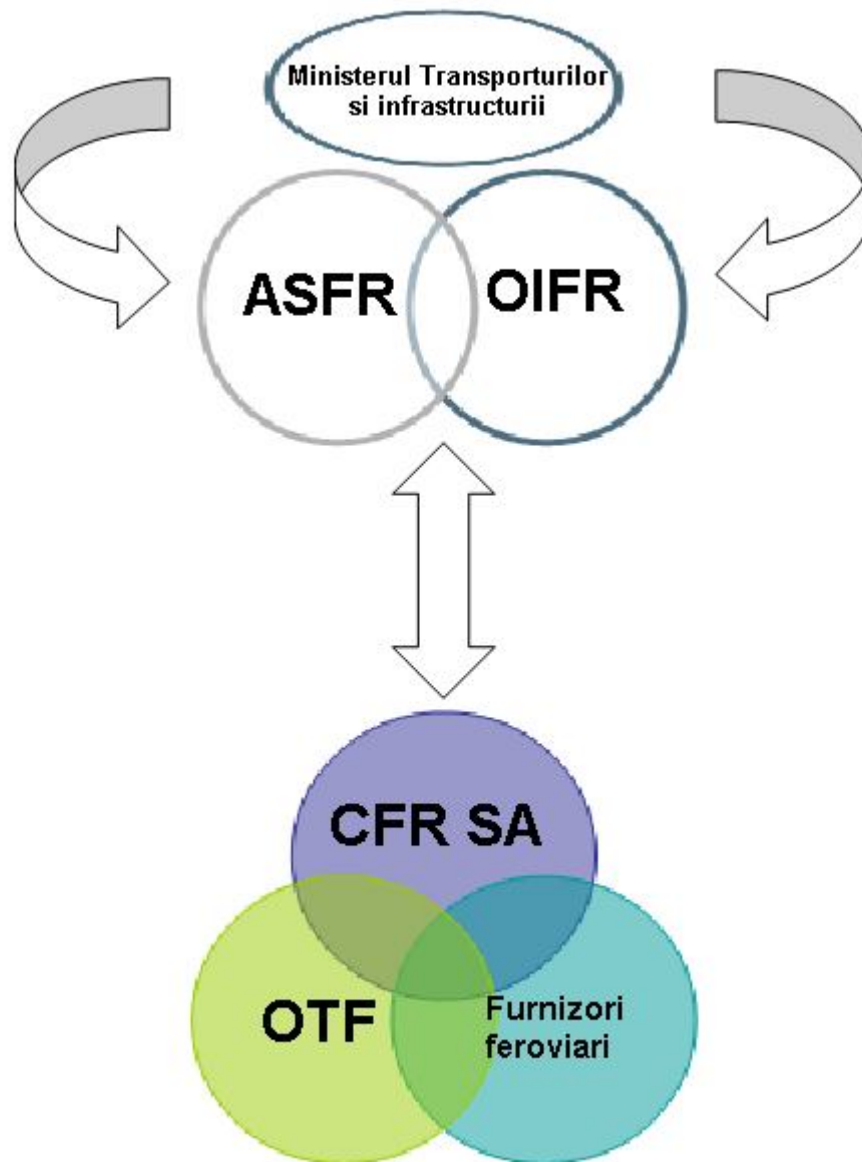 Ministerul Transporturilor
si infrastructurii
ASFR
OIFR
CFR SA
OTF
Furnizori
feroviari